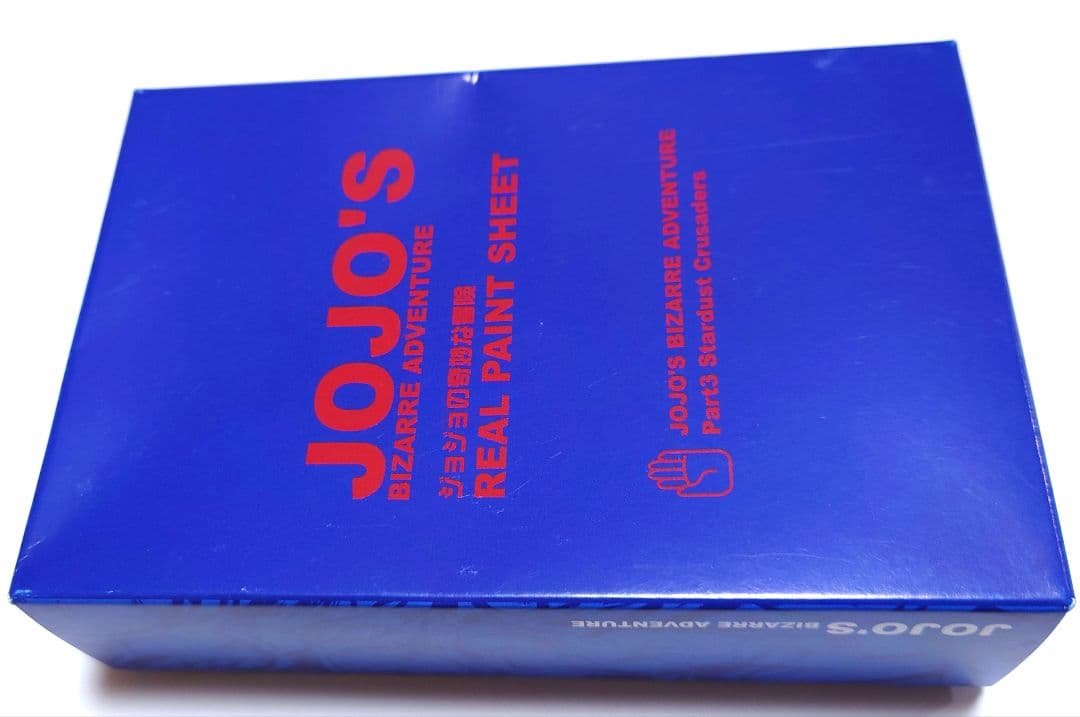 JOJO'S
BIZARRE ADVENTURE
ジョジョの奇妙な冒険
REAL PAINT SHEET
JOJO'S BIZARRE ADVENTURE
Part3 Stardust Crusaders
JOJO'S BIZARRE ADVENTURE